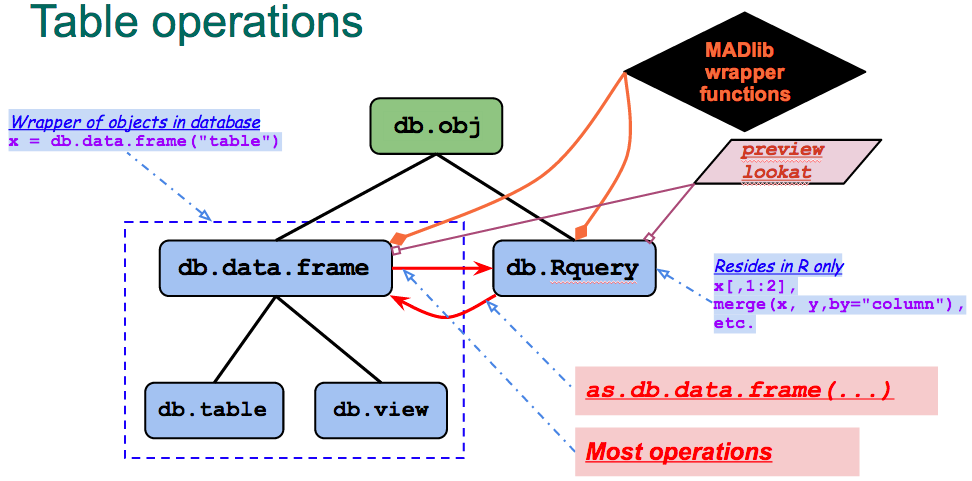 Table operations
MADlib
wrapper
functions
Wrapper of objects in database
x = db.data.frame("table")
db.obj
preview
lookat
db.data.frame
db.Rquery
Resides in R only
x[,1:2],
merge(x, y,by="column"),
etc.
db.table
db.view
as.db.data.frame(...)
Most operations